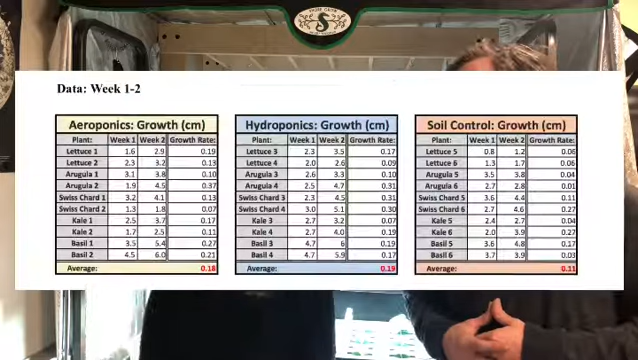 Data: Week 1-2
Aeroponics: Growth (cm)
Plant: Week 1 Week 2 Growth Rate:
Lettuce 1 1.6 2.9 0.19
Lettuce 2 2.3 3.2 0.13
Arugula 1 3.1 3.8 0.10
Arugula 2 1.9 4.5 0.37
Swiss Chard 1 3.2 4.1 0.13
Swiss Chard 2 1.3 1.8 0.07
Kale 1 2.5 3.7 0.17
Kale 2 1.7 2.5 0.11
Basil 1 3.5 5.4 0.27
Basil 2 4.5 6.0 0.21
Average: 0.18
Hydroponics: Growth (cm)
Plant: Week 1 Week 2 Growth Rate:
Lettuce 3 2.3 3.5 0.17
Lettuce 4 2.0 2.6 0.09
Arugula 3 2.6 3.3 0.10
Arugula 4 2.5 4.7 0.31
Swiss Chard 3 2.3 4.5 0.31
Swiss Chard 4 3.0 5.1 0.30
Kale 3 2.7 3.2 0.07
Kale 4 2.7 4.0 0.19
Basil 3 4.7 6 0.19
Basil 4 4.7 5.9 0.17
Average: 0.19
Soil Control: Growth (cm)
Plant: Week 1 Week 2 Growth Rate:
Lettuce 5 0.8 1.2 0.06
Lettuce 6 1.3 1.7 0.06
Arugula 5 3.5 3.8 0.04
Arugula 6 2.7 2.8 0.01
Swiss Chard 5 3.6 4.4 0.11
Swiss Chard 6 2.7 4.6 0.27
Kale 5 2.4 2.7 0.04
Kale 6 2.0 3.9 0.27
Basil 5 3.6 4.8 0.17
Basil 6 3.7 3.9 0.03
Average: 0.11